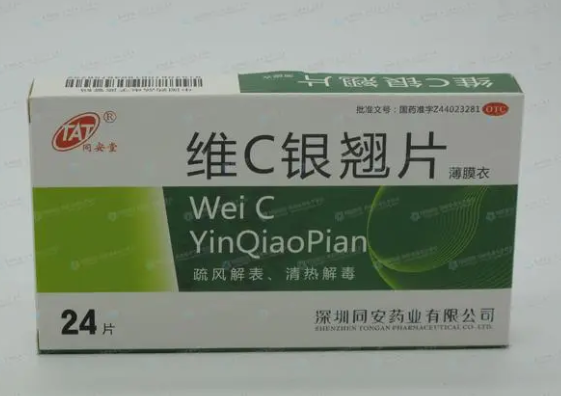 维C银翘片
薄膜衣
批准文号：国药准字Z44023281 OTC
TAT®
同安堂
维C银翘片
薄膜衣
Wei C
YinQiaoPian
疏风解表、清热解毒
24片
深圳同安药业有限公司
SHENZHEN TONGAN PHARMACEUTICAL CO.,LTD.